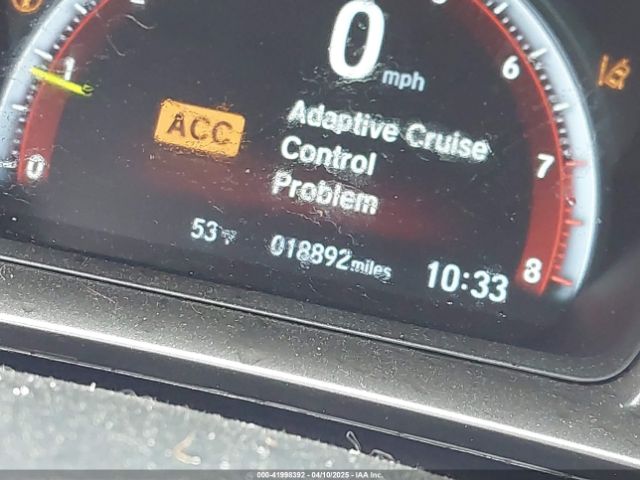 0
mph
6
1
ACC
Adaptive Cruise
Control
Problem
7
0
53°F
018892 miles
10:33
8
000-41998392 - 04/10/2025 - IAA Inc.